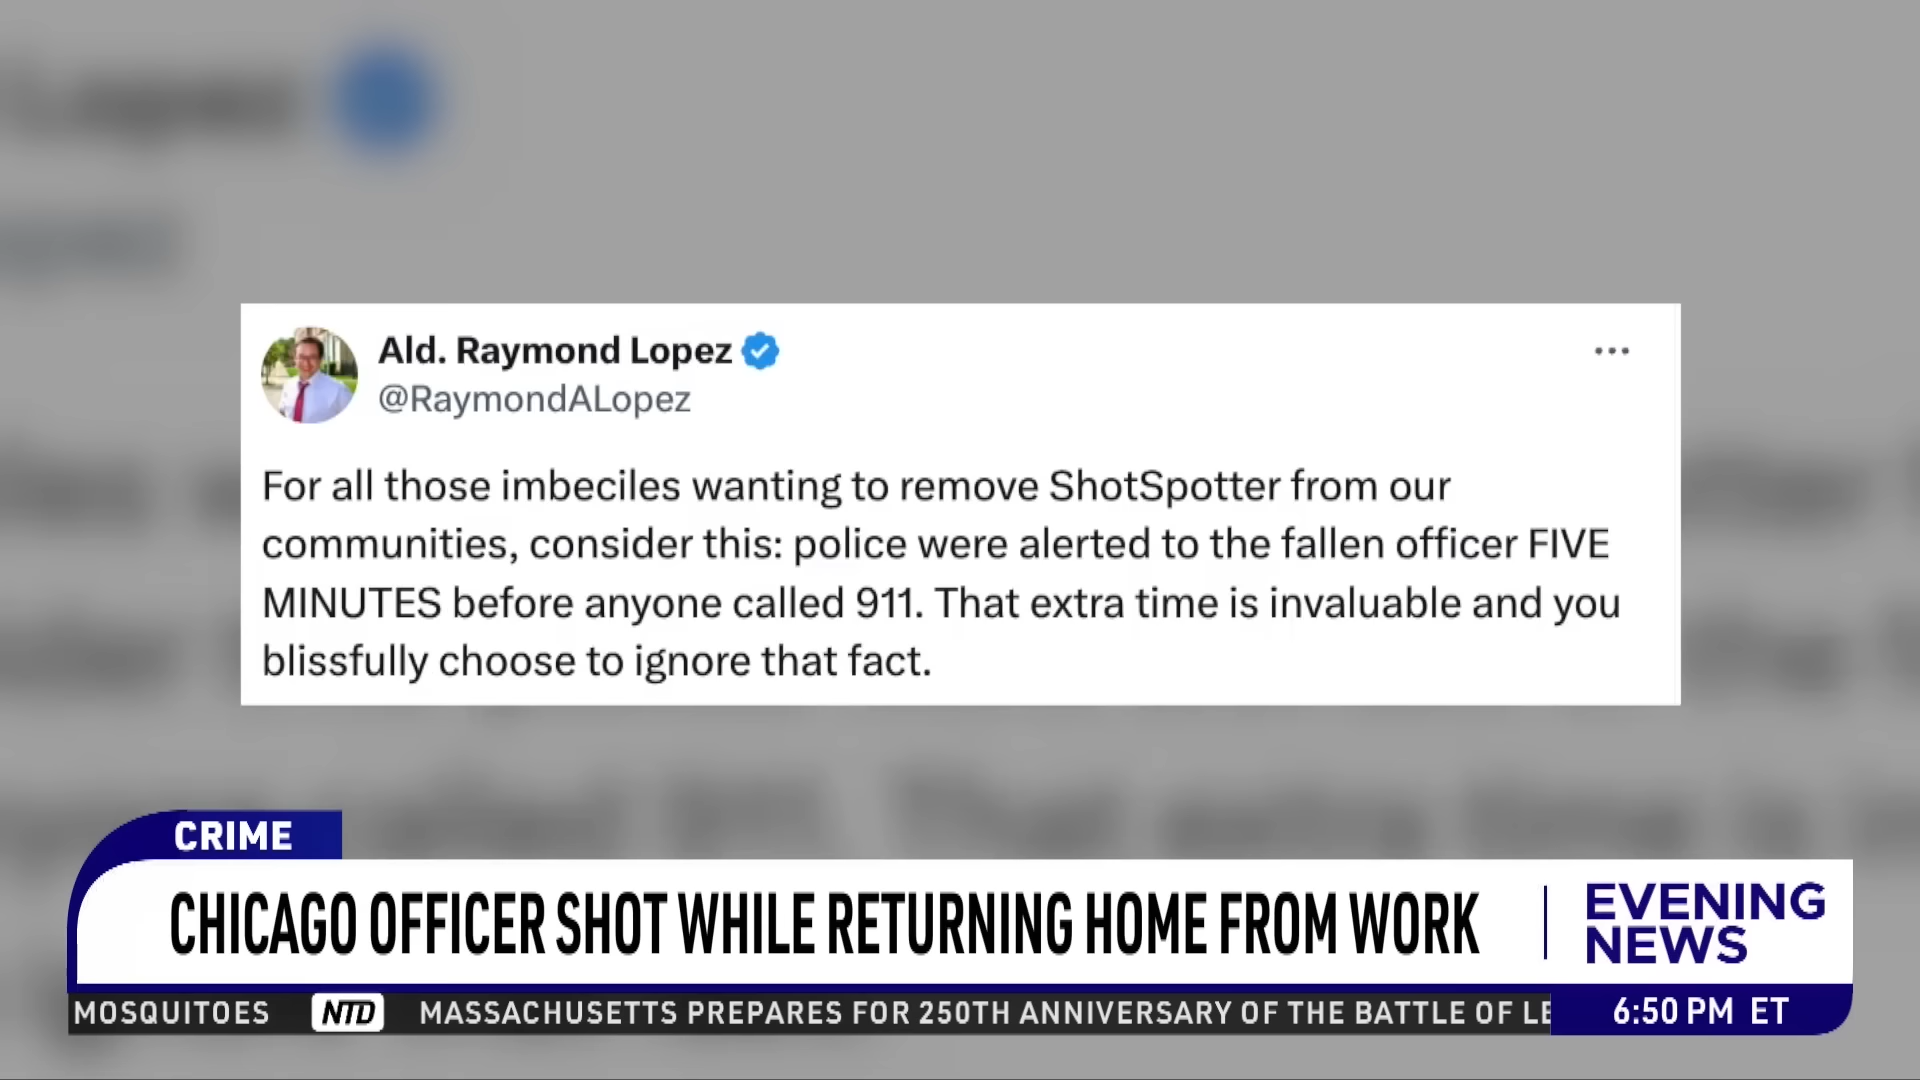 Ald. Raymond Lopez
@RaymondALopez
For all those imbeciles wanting to remove ShotSpotter from our
communities, consider this: police were alerted to the fallen officer FIVE
MINUTES before anyone called 911. That extra time is invaluable and you
blissfully choose to ignore that fact.
CRIME
CHICAGO OFFICER SHOT WHILE RETURNING HOME FROM WORK
EVENING
NEWS
MOSQUITOES NTD MASSACHUSETTS PREPARES FOR 250TH ANNIVERSARY OF THE BATTLE OF LE
6:50 PM ET